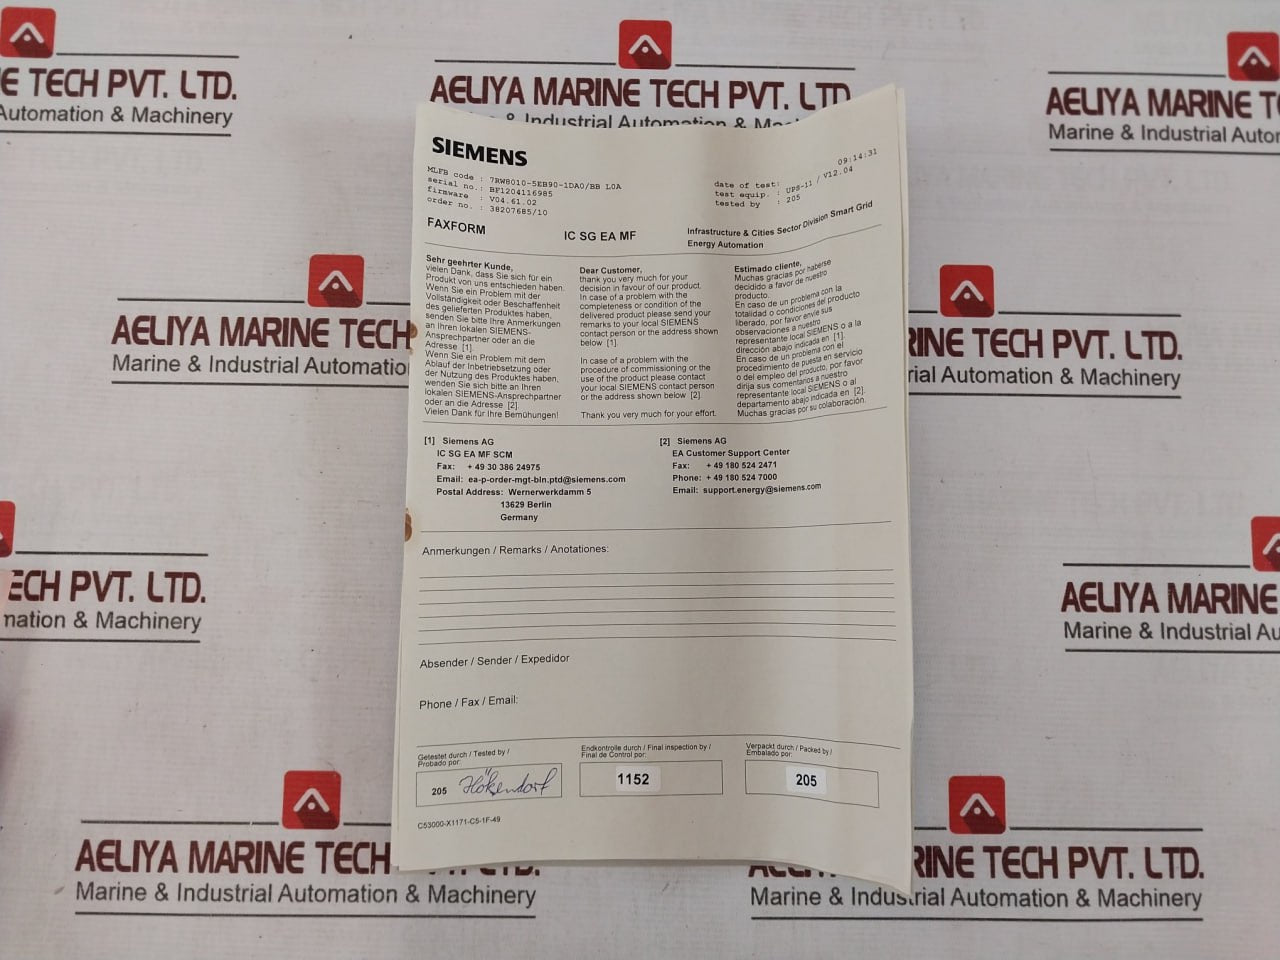 E TECH PVT. LTD.
Automation & Machinery
AELIYA MARINE TECH PVT. LTD
& Industrial Automation & Ma
AELIYA MARINE TE
Marine & Industrial Autom
SIEMENS
MLFB code : 7RW8010-5EB90-1DA0/BB L0A
serial no.: BF1204116985
firmware : V04.61.02
order no. : 38207685/10
09:14:31
date of test:
test equip. : UPS-11 / V12.04
tested by : 205
FAXFORM
IC SG EA MF
Infrastructure & Cities Sector Division Smart Grid
Energy Automation
Sehr geehrter Kunde,
vielen Dank, dass Sie sich für ein
Produkt von uns entschieden haben.
Wenn Sie ein Problem mit der
Vollständigkeit oder Beschaffenheit
des gelieferten Produktes haben,
senden Sie bitte Ihre Anmerkungen
an Ihren lokalen SIEMENS-
Ansprechpartner oder an die
Adresse [1].
Wenn Sie ein Problem mit dem
Ablauf der Inbetriebsetzung oder
der Nutzung des Produktes haben,
wenden Sie sich bitte an Ihren
lokalen SIEMENS-Ansprechpartner
oder an die Adresse [2].
Vielen Dank für Ihre Bemühungen!
Dear Customer,
thank you very much for your
decision in favour of our product.
In case of a problem with the
completeness or condition of the
delivered product please send your
remarks to your local SIEMENS
contact person or the address shown
below [1].
In case of a problem with the
procedure of commissioning or the
use of the product please contact
your local SIEMENS contact person
or the address shown below [2].
Thank you very much for your effort.
Estimado cliente,
Muchas gracias por haberse
decidido a favor de nuestro
producto.
En caso de un problema con la
totalidad o condiciones del producto
liberado, por favor envie sus
observaciones a nuestro
representante local SIEMENS o a la
dirección abajo indicada en [1].
En caso de un problema con el
procedimiento de puesta en servicio
o del empleo del producto, por favor
dirija sus comentarios a nuestro
representante local SIEMENS o al
departamento abajo indicada en [2].
Muchas gracias por su colaboración.
[1] Siemens AG
IC SG EA MF SCM
Fax: + 49 30 386 24975
Email: ea-p-order-mgt-bln.ptd@siemens.com
Postal Address: Wernerwerkdamm 5
13629 Berlin
Germany
[2] Siemens AG
EA Customer Support Center
Fax: + 49 180 524 2471
Phone: + 49 180 524 7000
Email: support.energy@siemens.com
Anmerkungen / Remarks / Anotationes:
Absender / Sender / Expedidor
Phone / Fax / Email:
Getestet durch / Tested by /
Probado por:
205 Hökendorf
Endkontrolle durch / Final inspection by /
Final de Control por:
1152
Verpackt durch / Packed by /
Embalado por:
205
C53000-X1171-C5-1F-49
AELIYA MARINE TECH
Marine & Industrial Automatio
RINE TECH PVT. LTD.
rial Automation & Machinery
ECH PVT. LTD.
mation & Machinery
AELIYA MARINE
Marine & Industrial Au
AELIYA MARINE TECH
Marine & Industrial Automation & Machinery
RINE TECH PVT. LTD.
Marine & Industrial Automation & Machinery